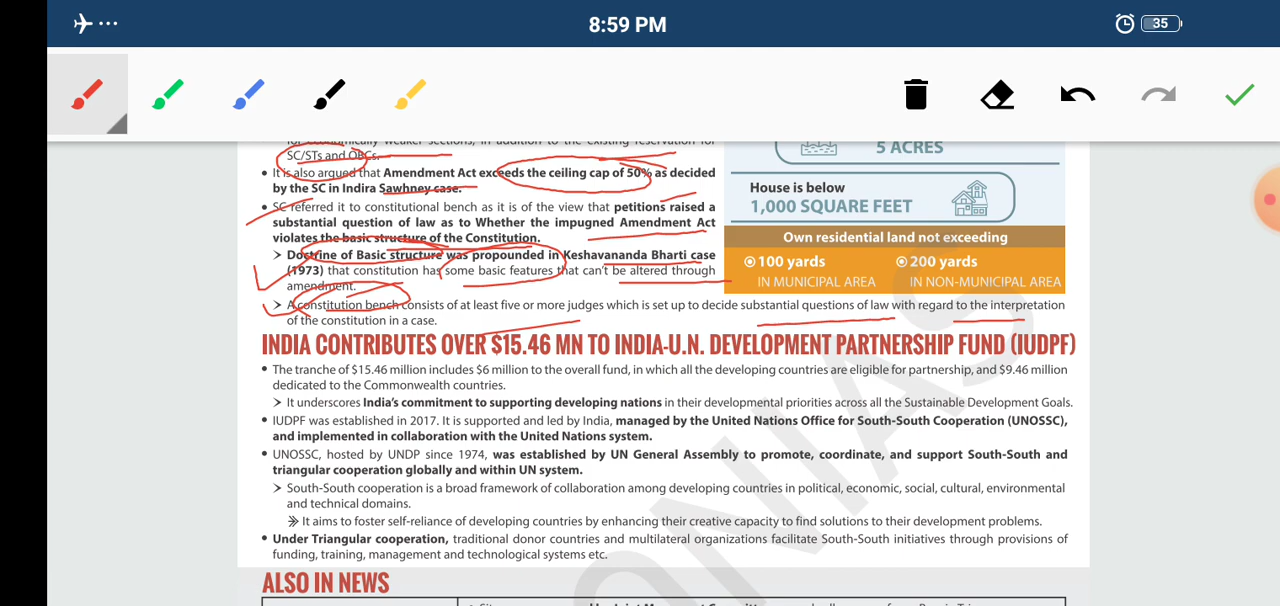 8:59 PM
35
for economically weaker sections, in addition to the existing reservation for
SC/STs and OBCs.
• It is also argued that Amendment Act exceeds the ceiling cap of 50% as decided
by the SC in Indira Sawhney case.
• SC referred it to constitutional bench as it is of the view that petitions raised a
substantial question of law as to Whether the impugned Amendment Act
violates the basic structure of the Constitution.
➢ Doctrine of Basic structure was propounded in Keshavananda Bharti case
(1973) that constitution has some basic features that can't be altered through
amendment.
➢ A constitution bench consists of at least five or more judges which is set up to decide substantial questions of law with regard to the interpretation
of the constitution in a case.
5 ACRES
House is below
1,000 SQUARE FEET
Own residential land not exceeding
100 yards
IN MUNICIPAL AREA
200 yards
IN NON-MUNICIPAL AREA
INDIA CONTRIBUTES OVER $15.46 MN TO INDIA-U.N. DEVELOPMENT PARTNERSHIP FUND (IUDPF)
• The tranche of $15.46 million includes $6 million to the overall fund, in which all the developing countries are eligible for partnership, and $9.46 million
dedicated to the Commonwealth countries.
➢ It underscores India's commitment to supporting developing nations in their developmental priorities across all the Sustainable Development Goals.
• IUDPF was established in 2017. It is supported and led by India, managed by the United Nations Office for South-South Cooperation (UNOSSC),
and implemented in collaboration with the United Nations system.
• UNOSSC, hosted by UNDP since 1974, was established by UN General Assembly to promote, coordinate, and support South-South and
triangular cooperation globally and within UN system.
➢ South-South cooperation is a broad framework of collaboration among developing countries in political, economic, social, cultural, environmental
and technical domains.
It aims to foster self-reliance of developing countries by enhancing their creative capacity to find solutions to their development problems.
• Under Triangular cooperation, traditional donor countries and multilateral organizations facilitate South-South initiatives through provisions of
funding, training, management and technological systems etc.
ALSO IN NEWS